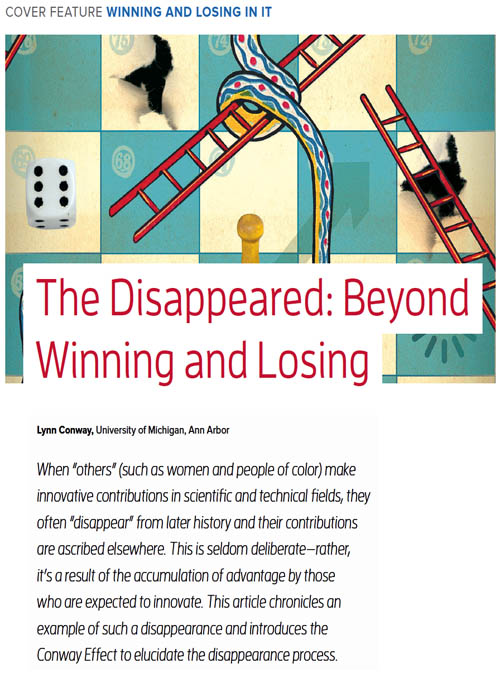 COVER FEATURE WINNING AND LOSING IN IT
68
The Disappeared: Beyond
Winning and Losing
Lynn Conway, University of Michigan, Ann Arbor
When "others" (such as women and people of color) make
innovative contributions in scientific and technical fields, they
often "disappear" from later history and their contributions
are ascribed elsewhere. This is seldom deliberate—rather,
it's a result of the accumulation of advantage by those
who are expected to innovate. This article chronicles an
example of such a disappearance and introduces the
Conway Effect to elucidate the disappearance process.